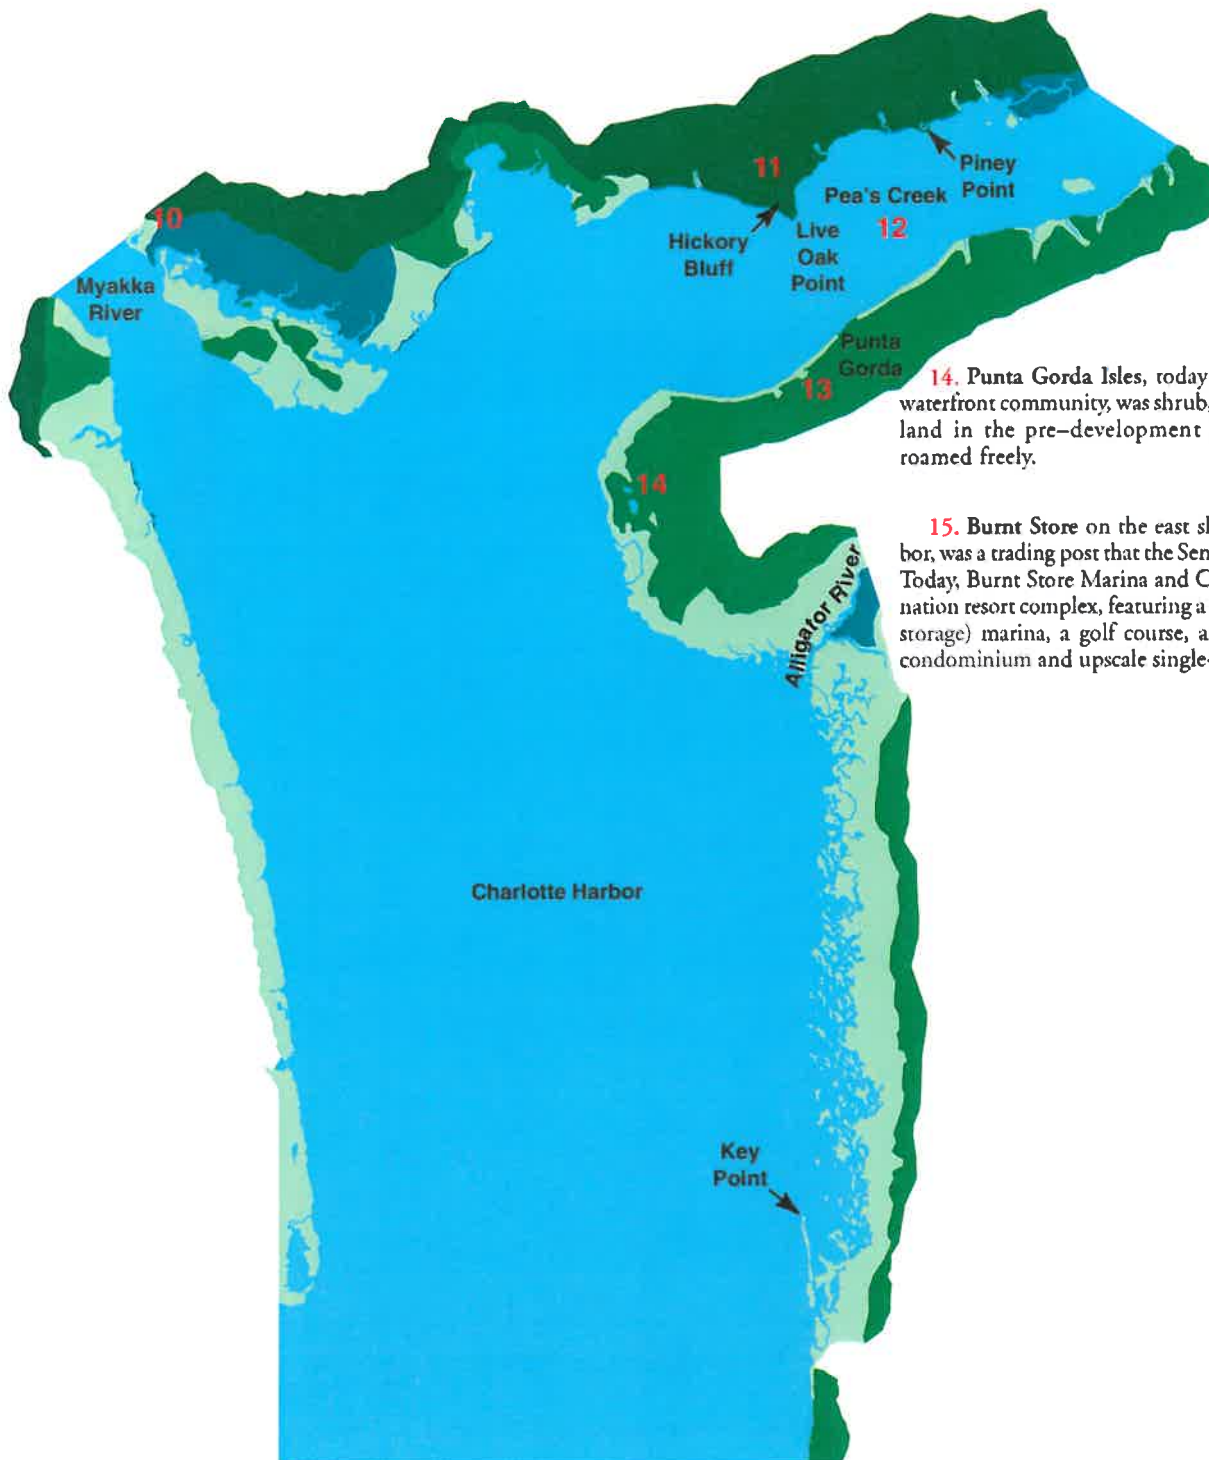 11
Piney
Point
10
Pea's Creek
12
Hickory
Bluff
Live
Oak
Point
Myakka
River
Punta
Gorda
13
14. Punta Gorda Isles, today
waterfront community, was shrub,
land in the pre–development
roamed freely.
14
15. Burnt Store on the east sh
bor, was a trading post that the Sem
Today, Burnt Store Marina and C
nation resort complex, featuring a
storage) marina, a golf course, a
condominium and upscale single-
Alligator River
Charlotte Harbor
Key
Point